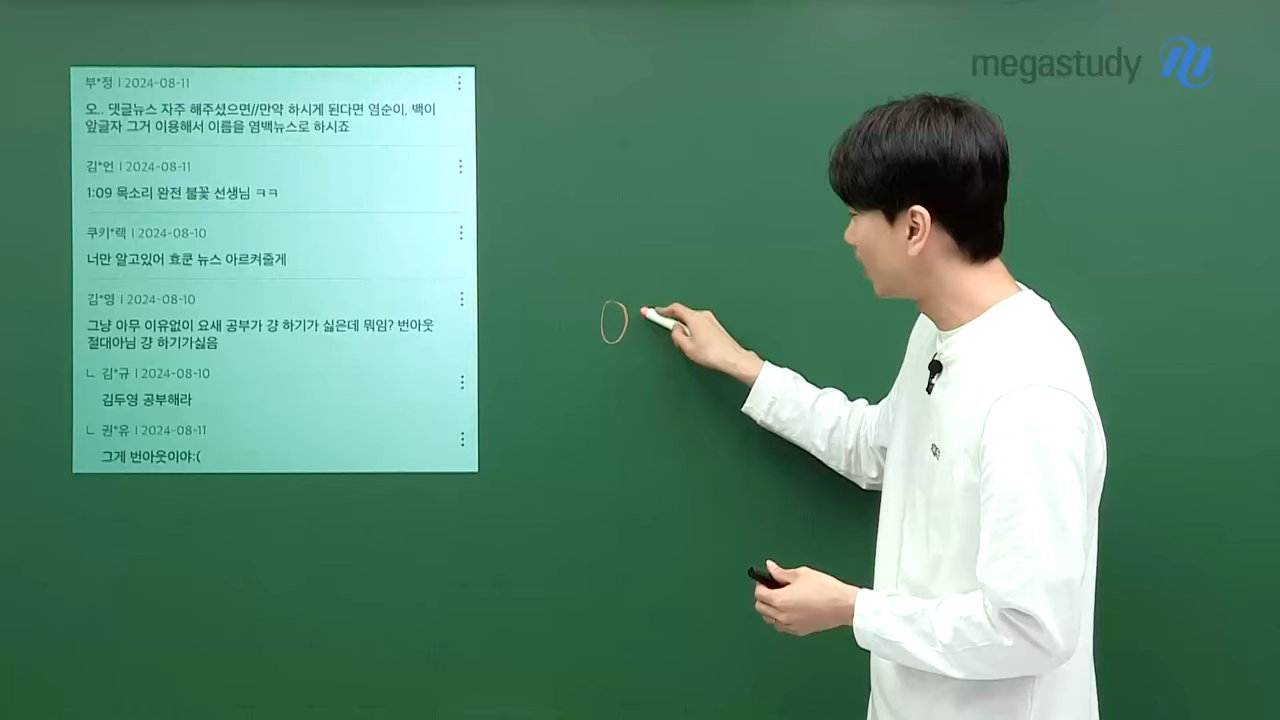 megastudy
부*정 | 2024-08-11
오.. 댓글뉴스 자주 해주셨으면//만약 하시게 된다면 염순이, 백이
앞글자 그거 이용해서 이름을 염백뉴스로 하시죠
김*언 | 2024-08-11
1:09 목소리 완전 불꽃 선생님 ㅋㅋ
쿠키*랙 | 2024-08-10
너만 알고있어 효쿤 뉴스 아르켜줄게
김*영 | 2024-08-10
그냥 아무 이유없이 요새 공부가 걍 하기가 싫은데 뭐임? 번아웃
절대아님 걍 하기가싫음
ㄴ 김*규 | 2024-08-10
김두영 공부해라
ㄴ 권*유 | 2024-08-11
그게 번아웃이야:(